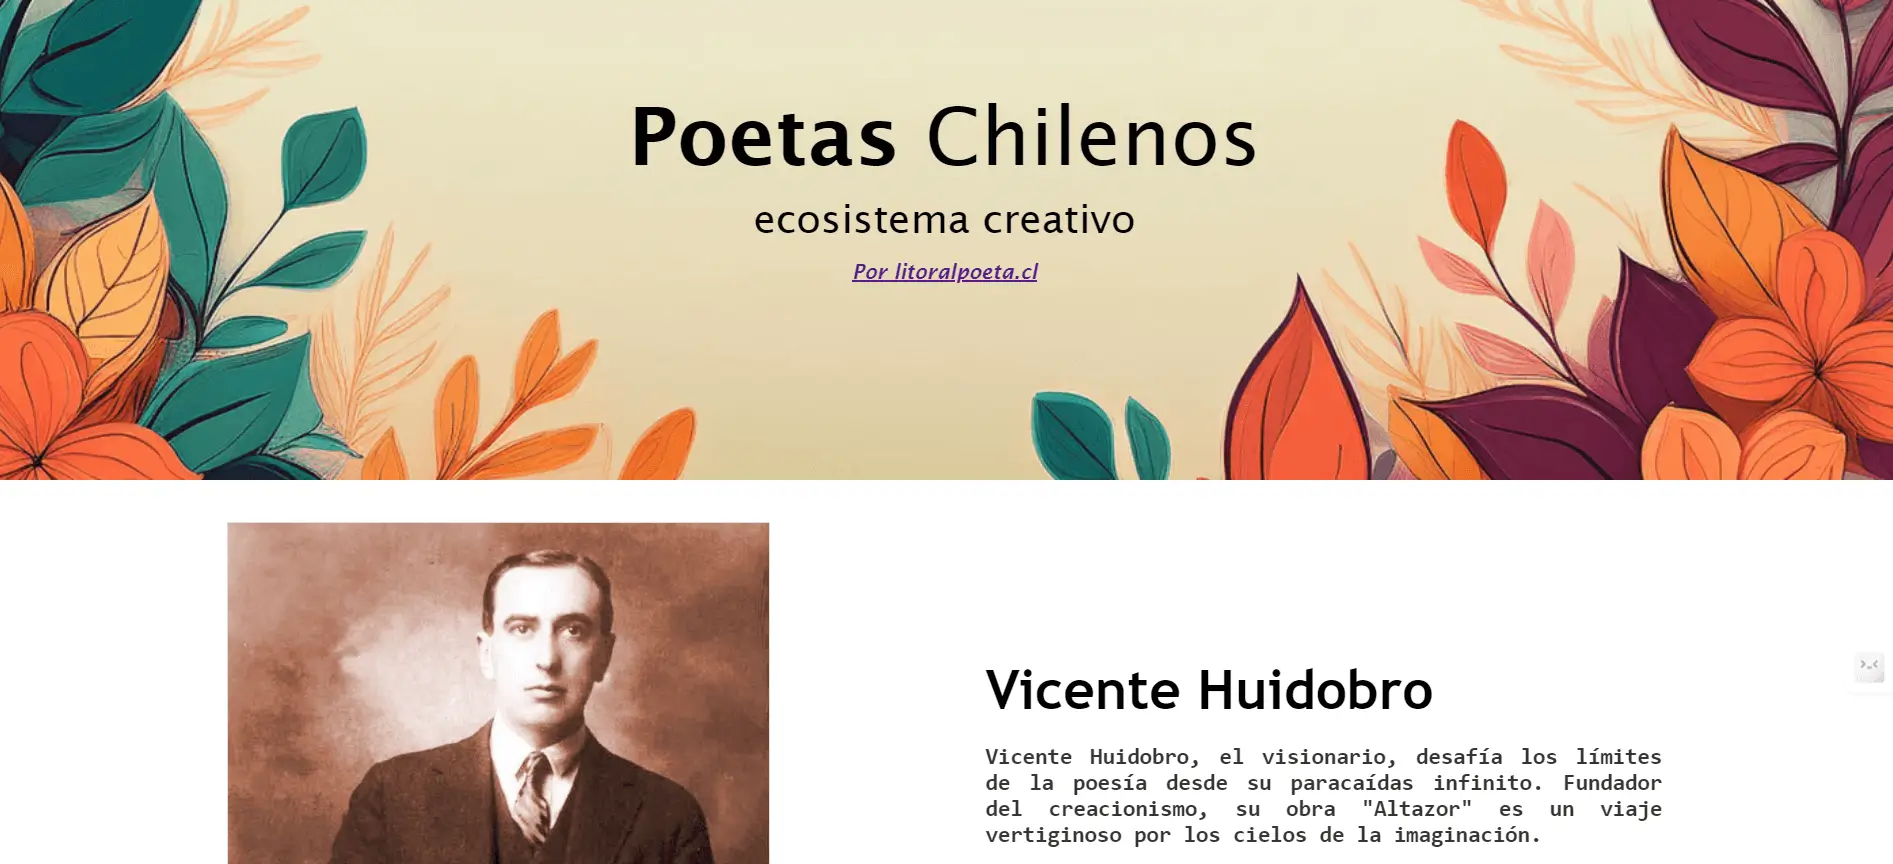 Poetas Chilenos
ecosistema creativo
Por litoralpoeta.cl
Vicente Huidobro
Vicente Huidobro, el visionario, desafía los límites
de la poesía desde su paracaídas infinito. Fundador
del creacionismo, su obra "Altazor" es un viaje
vertiginoso por los cielos de la imaginación.